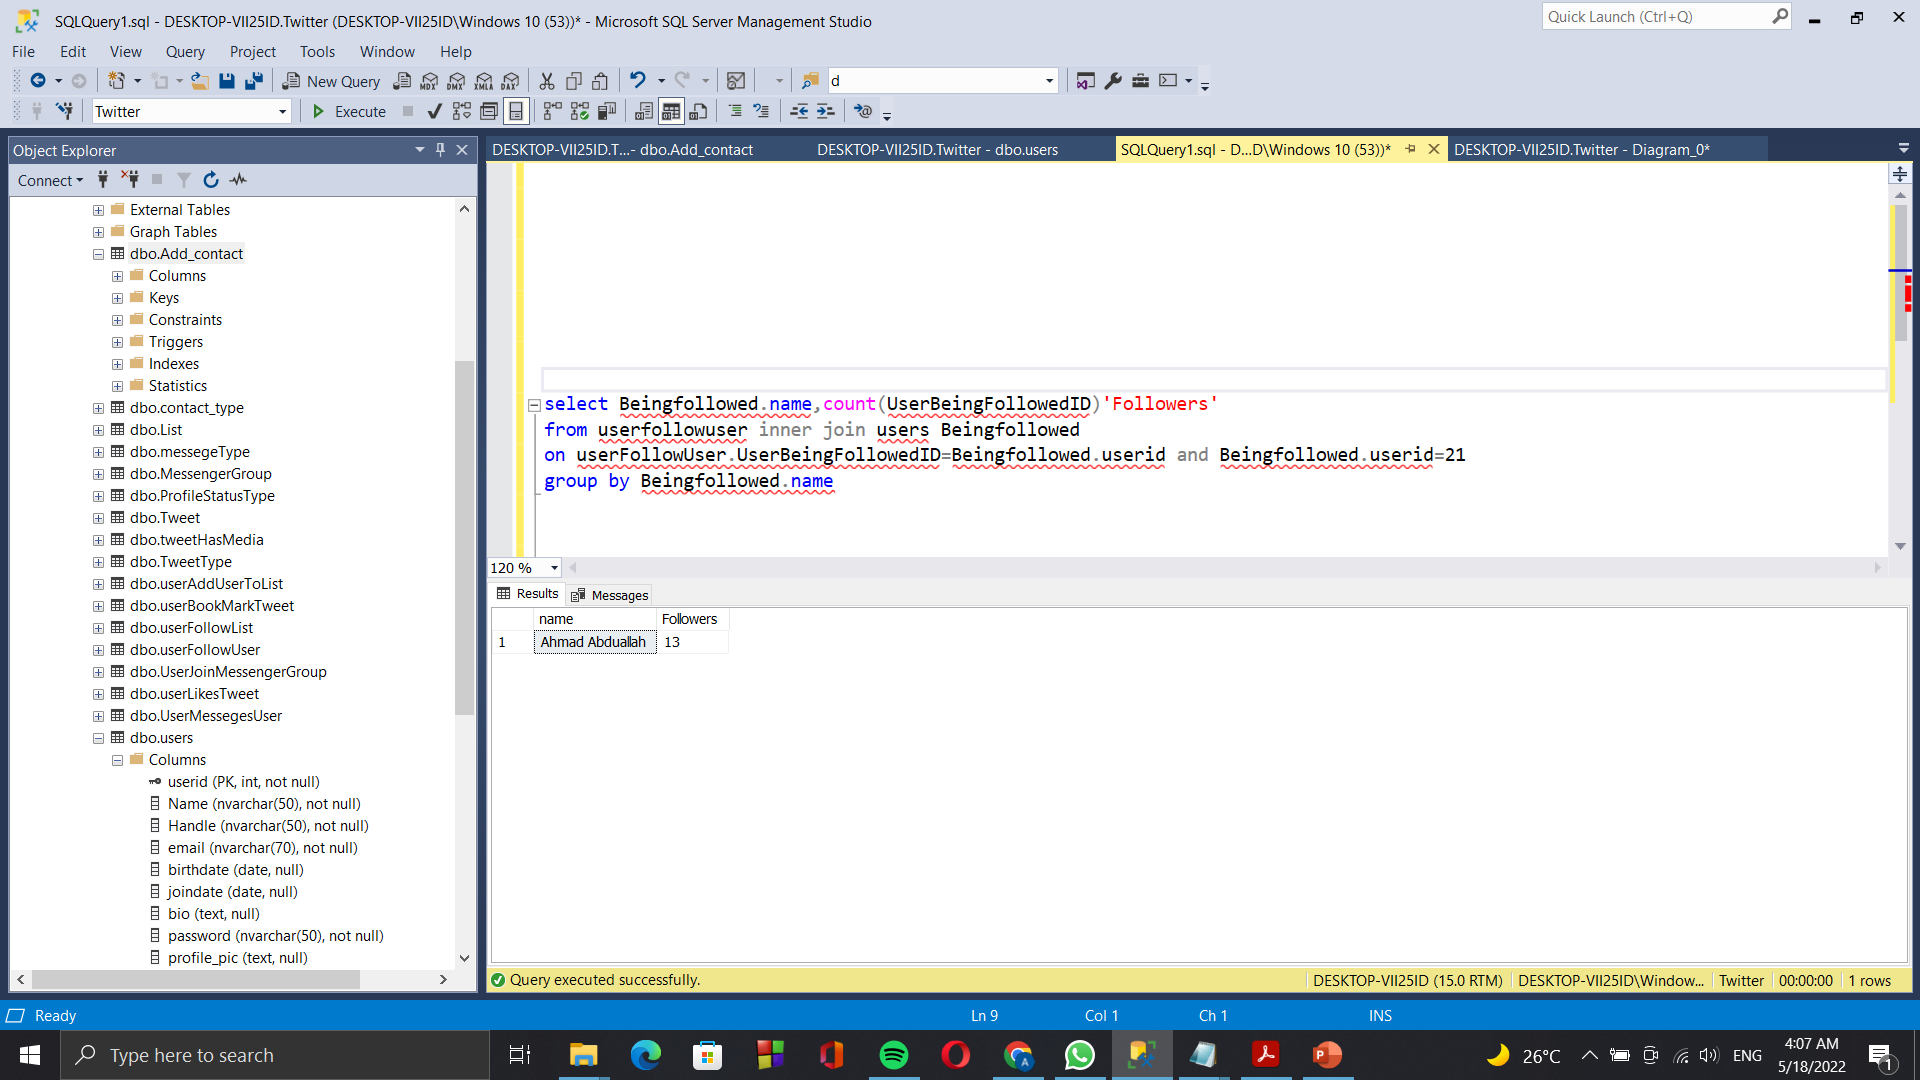 SQLQuery1.sql - DESKTOP-VII25ID.Twitter (DESKTOP-VII25ID\Windows 10 (53))* - Microsoft SQL Server Management Studio
Quick Launch (Ctrl+Q)
File Edit View Query Project Tools Window Help
New Query MDX DMX XMLA DAX d
Twitter Execute
Object Explorer
Connect
External Tables
Graph Tables
dbo.Add_contact
Columns
Keys
Constraints
Triggers
Indexes
Statistics
dbo.contact_type
dbo.List
dbo.messegeType
dbo.MessengerGroup
dbo.ProfileStatusType
dbo.Tweet
dbo.tweetHasMedia
dbo.TweetType
dbo.userAddUserToList
dbo.userBookMarkTweet
dbo.userFollowList
dbo.userFollowUser
dbo.UserJoinMessengerGroup
dbo.userLikesTweet
dbo.UserMessegesUser
dbo.users
Columns
userid (PK, int, not null)
Name (nvarchar(50), not null)
Handle (nvarchar(50), not null)
email (nvarchar(70), not null)
birthdate (date, null)
joindate (date, null)
bio (text, null)
password (nvarchar(50), not null)
profile_pic (text, null)
DESKTOP-VII25ID.T...- dbo.Add_contact DESKTOP-VII25ID.Twitter - dbo.users SQLQuery1.sql - D...D\Windows 10 (53))* DESKTOP-VII25ID.Twitter - Diagram_0*
select Beingfollowed.name,count(UserBeingFollowedID)'Followers'
from userfollowuser inner join users Beingfollowed
on userFollowUser.UserBeingFollowedID=Beingfollowed.userid and Beingfollowed.userid=21
group by Beingfollowed.name
120 %
Results Messages
name Followers
1 Ahmad Abduallah 13
Query executed successfully. DESKTOP-VII25ID (15.0 RTM) DESKTOP-VII25ID\Window... Twitter 00:00:00 1 rows
Ready Ln 9 Col 1 Ch 1 INS
Type here to search
26°C ENG
4:07 AM
5/18/2022
1